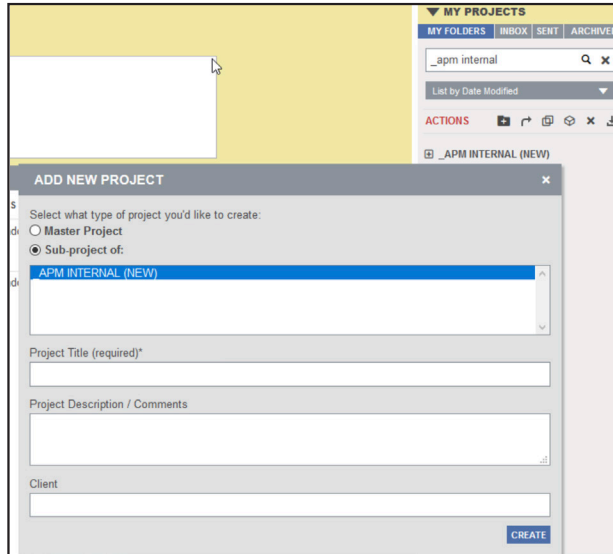 MY PROJECTS
MY FOLDERS INBOX SENT ARCHIVE
_apm internal
List by Date Modified
ACTIONS
_APM INTERNAL (NEW)
ADD NEW PROJECT
Select what type of project you'd like to create:
Master Project
Sub-project of:
_APM INTERNAL (NEW)
Project Title (required)*
Project Description / Comments
Client
CREATE